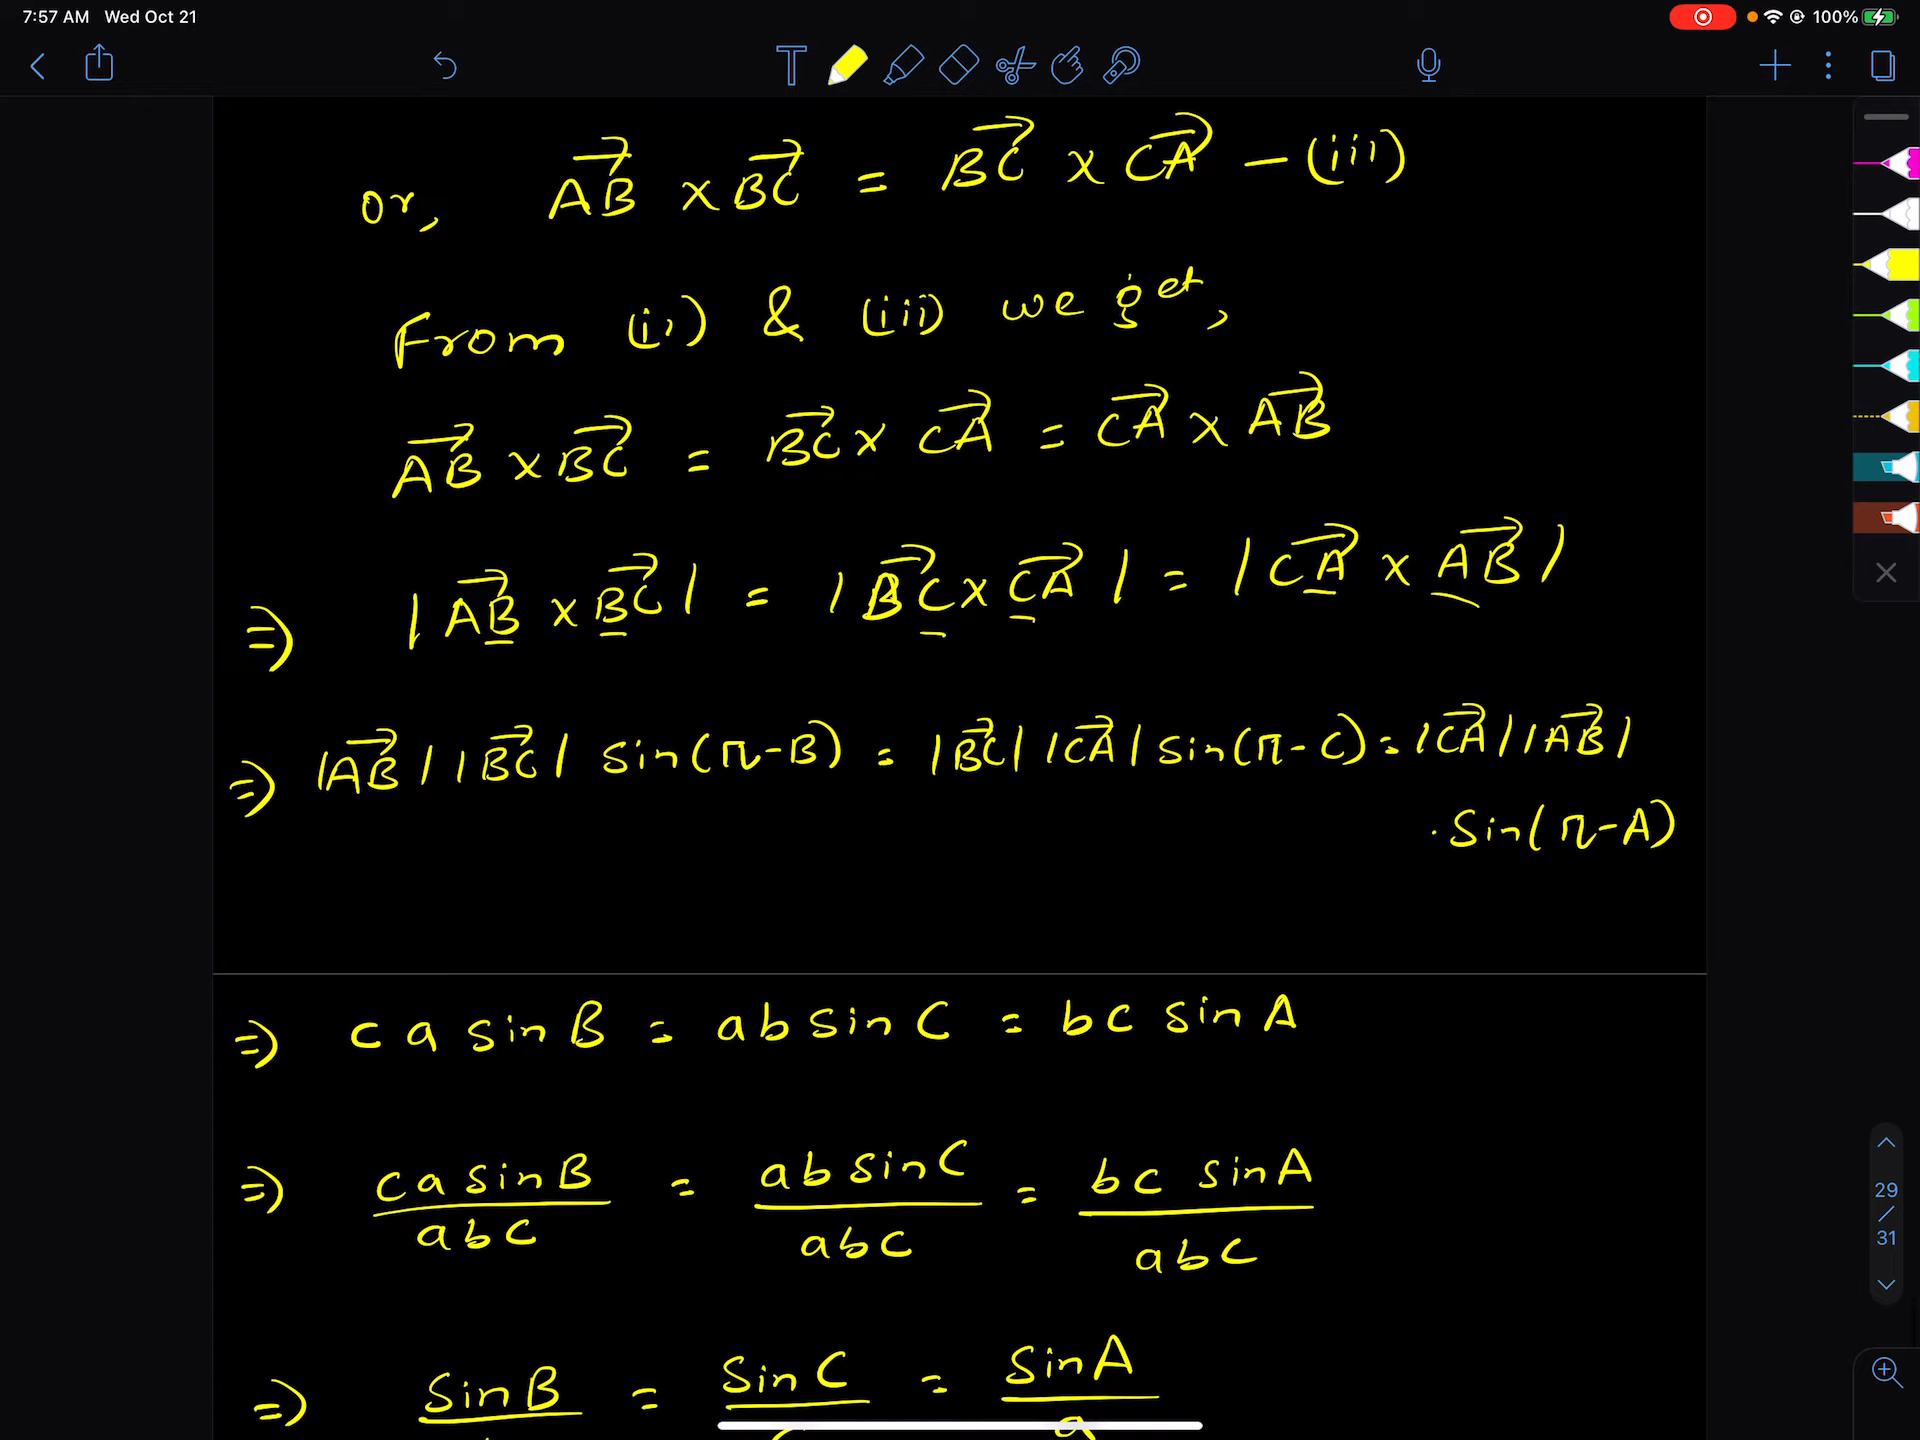 7:57 AM Wed Oct 21 100%
or, AB⃗ × BC⃗ = BC⃗ × CA⃗ — (iii)
From (ii) & (iii) we get,
AB⃗ × BC⃗ = BC⃗ × CA⃗ = CA⃗ × AB⃗
⇒ |AB⃗ × BC⃗| = |BC⃗ × CA⃗| = |CA⃗ × AB⃗|
⇒ |AB⃗| |BC⃗| sin(π-B) = |BC⃗| |CA⃗| sin(π-C) = |CA⃗| |AB⃗|
· sin(π-A)
⇒ ca sin B = ab sin C = bc sin A
⇒ ca sin B / abc = ab sin C / abc = bc sin A / abc
⇒ sin B = sin C = sin A
29
/
31